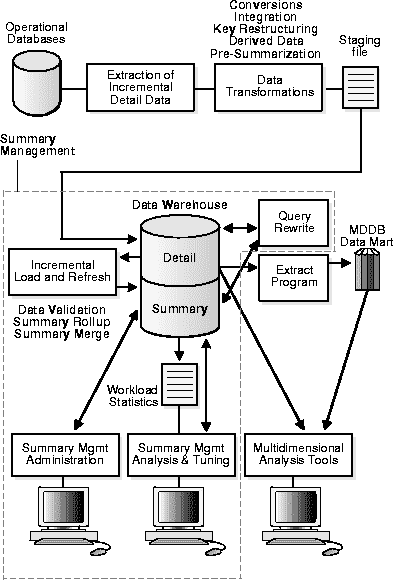 Operational
Databases
Extraction of
Incremental
Detail Data
Conversions
Integration
Key Restructuring
Derived Data
Pre-Summarization
Data
Transformations
Staging
file
Summary
Management
Data Warehouse
Detail
Summary
Query
Rewrite
MDDB
Data Mart
Incremental
Load and Refresh
Extract
Program
Data Validation
Summary Rollup
Summary Merge
Workload
Statistics
Summary Mgmt
Administration
Summary Mgmt
Analysis & Tuning
Multidimensional
Analysis Tools